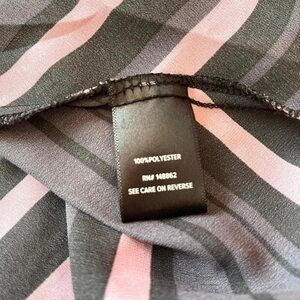 100%POLYESTER
RN# 148862
SEE CARE ON REVERSE